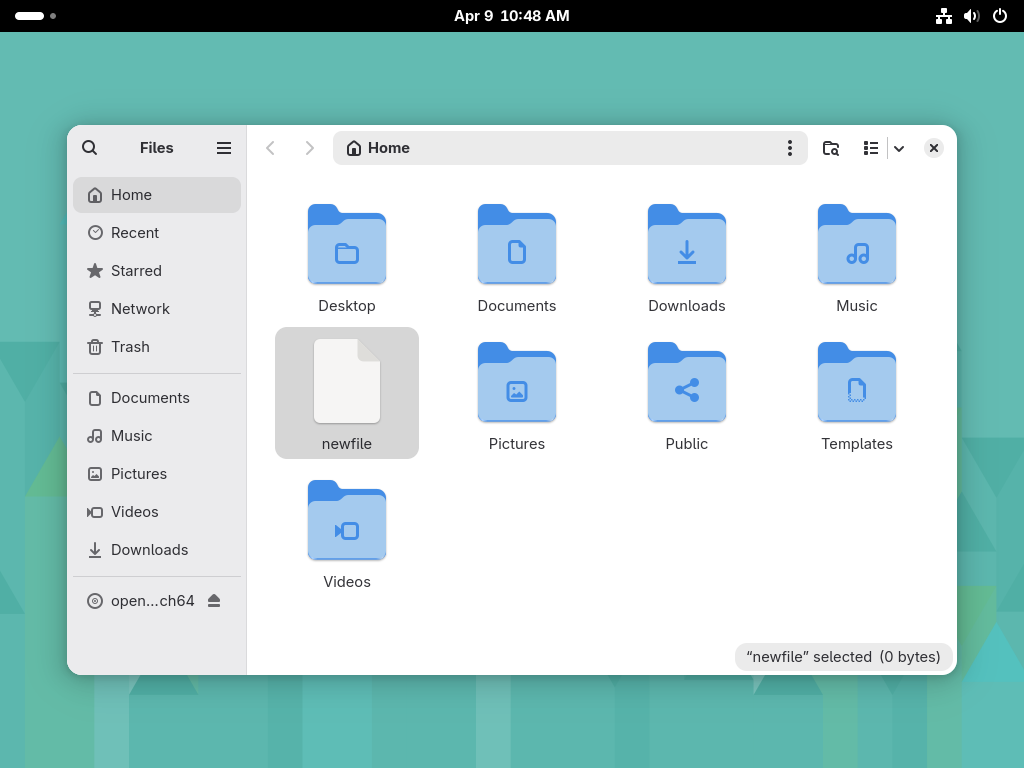 Apr 9 10:48 AM
Files
Home
Home
Recent
Starred
Network
Trash
Documents
Music
Pictures
Videos
Downloads
open...ch64
Desktop
Documents
Downloads
Music
newfile
Pictures
Public
Templates
Videos
“newfile” selected (0 bytes)